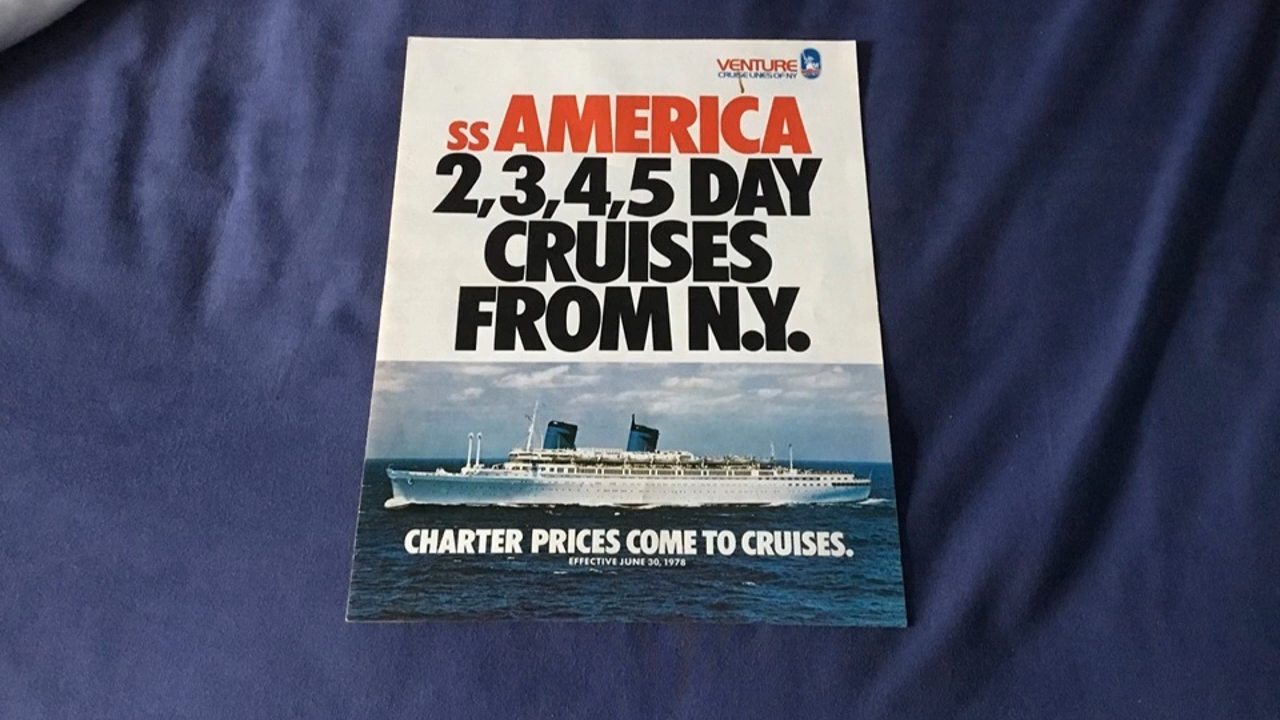 VENTURE
CRUISE LINES OF NY
SS AMERICA
2,3,4,5 DAY
CRUISES
FROM N.Y.
CHARTER PRICES COME TO CRUISES.
EFFECTIVE JUNE 30, 1978